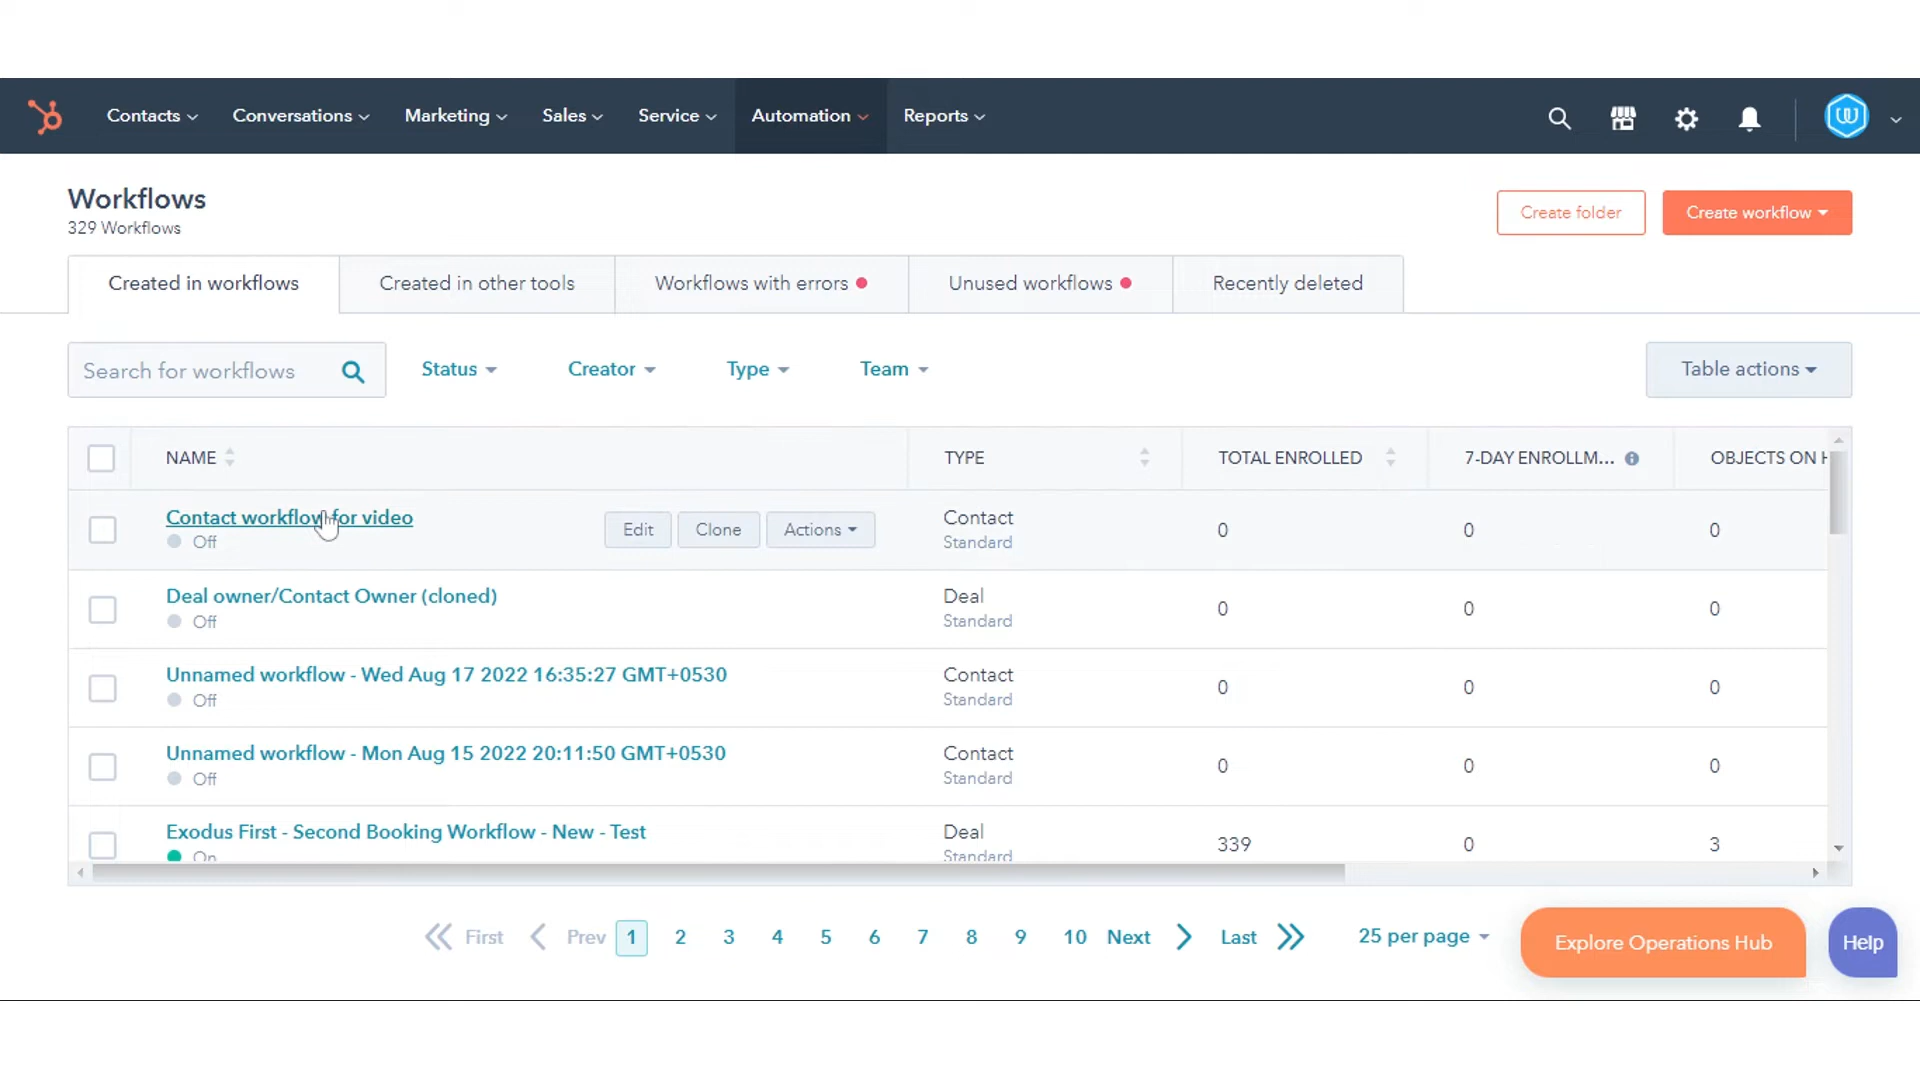 Contacts Conversations Marketing Sales Service Automation Reports
Workflows
329 Workflows
Create folder
Create workflow
Created in workflows
Created in other tools
Workflows with errors
Unused workflows
Recently deleted
Search for workflows
Status
Creator
Type
Team
Table actions
NAME TYPE TOTAL ENROLLED 7-DAY ENROLLM... OBJECTS ON H
Contact workflow for video Edit Clone Actions Contact 0 0 0
Off Standard
Deal owner/Contact Owner (cloned) Deal 0 0 0
Off Standard
Unnamed workflow - Wed Aug 17 2022 16:35:27 GMT+0530 Contact 0 0 0
Off Standard
Unnamed workflow - Mon Aug 15 2022 20:11:50 GMT+0530 Contact 0 0 0
Off Standard
Exodus First - Second Booking Workflow - New - Test Deal 339 0 3
On Standard
First Prev 1 2 3 4 5 6 7 8 9 10 Next Last 25 per page
Explore Operations Hub
Help